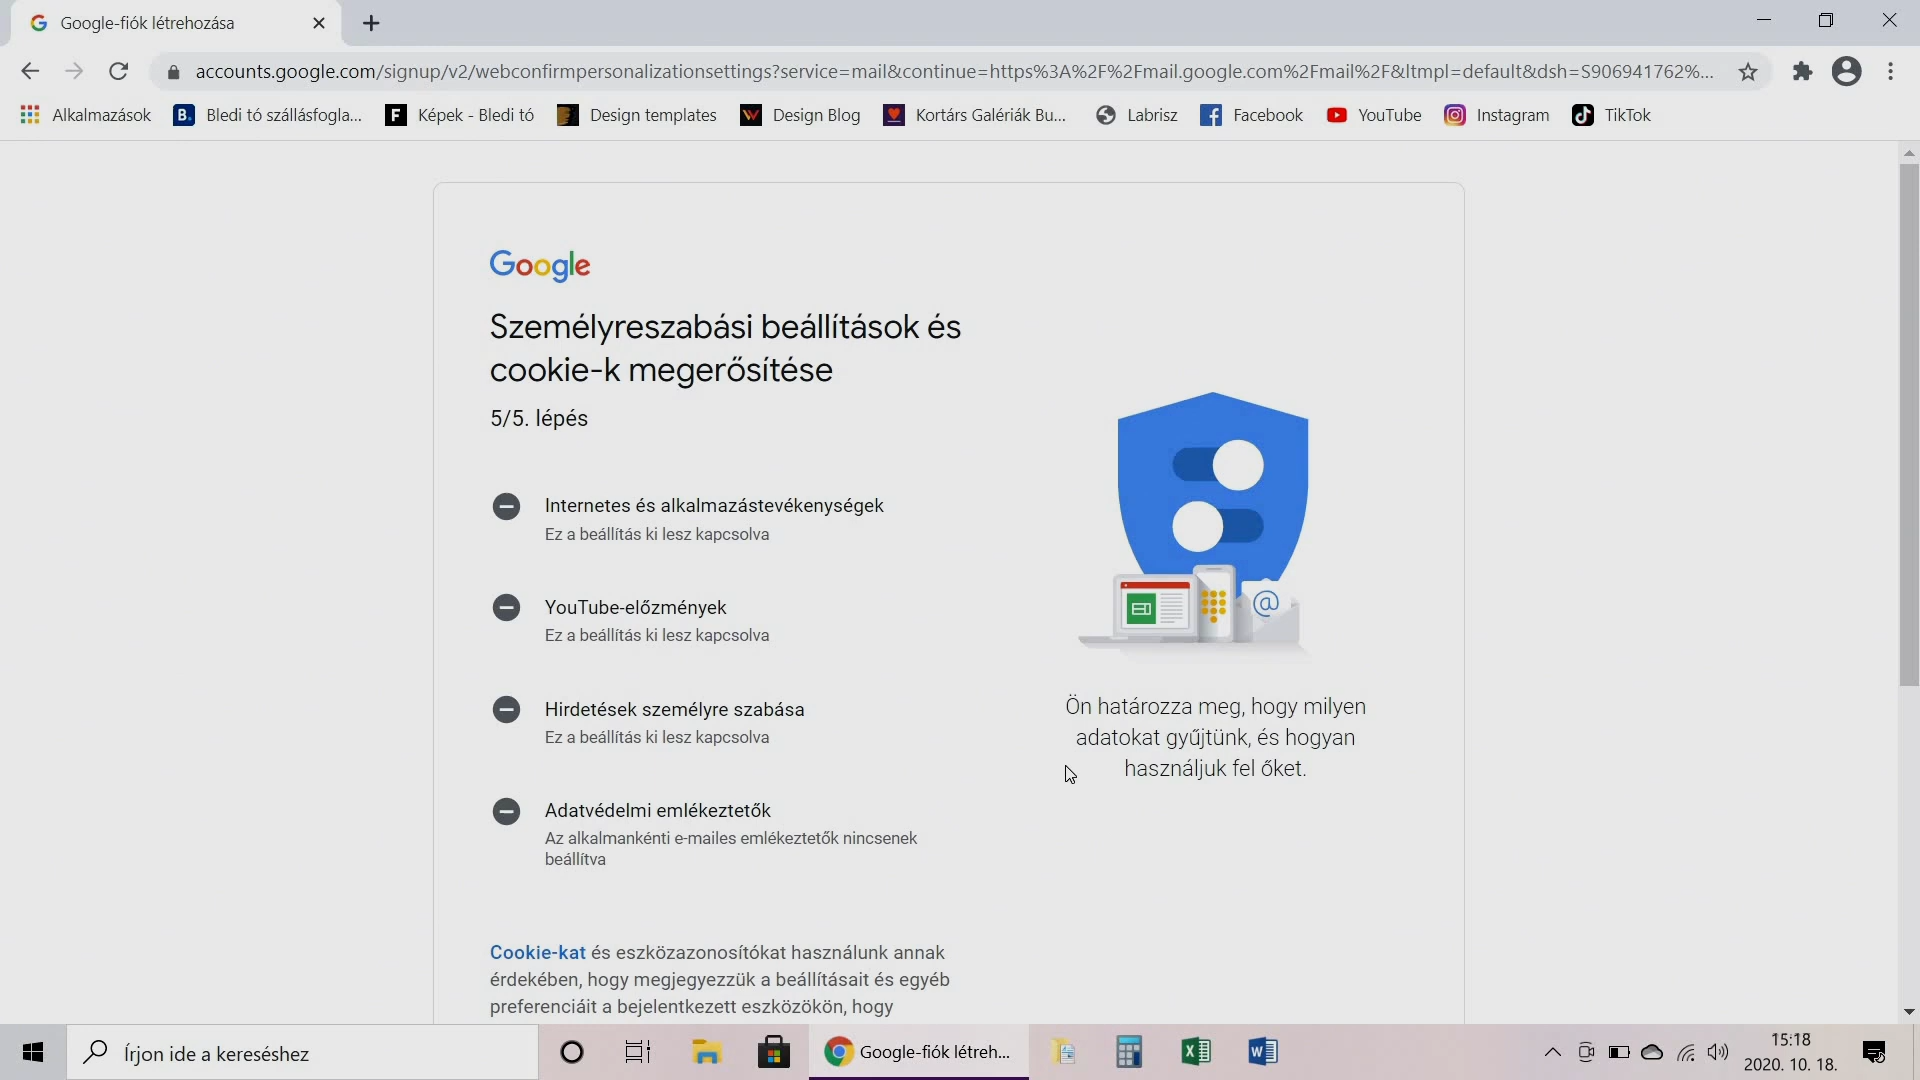 Google-fiók létrehozása
accounts.google.com/signup/v2/webconfirmpersonalizationsettings?service=mail&continue=https%3A%2F%2Fmail.google.com%2Fmail%2F&ltmpl=default&dsh=S906941762%...
Alkalmazások
B. Bledi tó szállásfogla...
F Képek - Bledi tó
Design templates
Design Blog
Kortárs Galériák Bu...
Labrisz
Facebook
YouTube
Instagram
TikTok
Google
Személyreszabási beállítások és
cookie-k megerősítése
5/5. lépés
Internetes és alkalmazástevékenységek
Ez a beállítás ki lesz kapcsolva
YouTube-előzmények
Ez a beállítás ki lesz kapcsolva
Hirdetések személyre szabása
Ez a beállítás ki lesz kapcsolva
Adatvédelmi emlékeztetők
Az alkalmankénti e-mailes emlékeztetők nincsenek
beállítva
@
Ön határozza meg, hogy milyen
adatokat gyűjtünk, és hogyan
használjuk fel őket.
Cookie-kat és eszközazonosítókat használunk annak
érdekében, hogy megjegyezzük a beállításait és egyéb
preferenciáit a bejelentkezett eszközökön, hogy
Írjon ide a kereséshez
Google-fiók létreh...
15:18
2020. 10. 18.